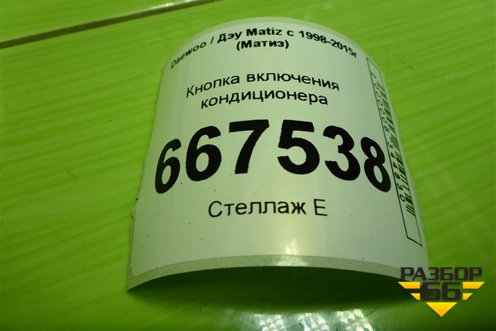 Daewoo / Дэу Matiz с 1998-2015г
(Матиз)
Кнопка включения
кондиционера
667538
Стеллаж Е
РАЗБОР
66